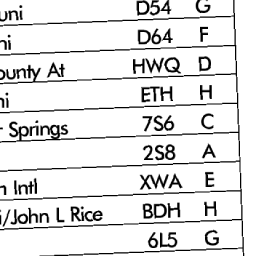 uni D54 G
ni D64 F
ounty At HWQ D
ni ETH H
r Springs 7S6 C
2S8 A
n Intl XWA E
i/John L Rice BDH H
6L5 G